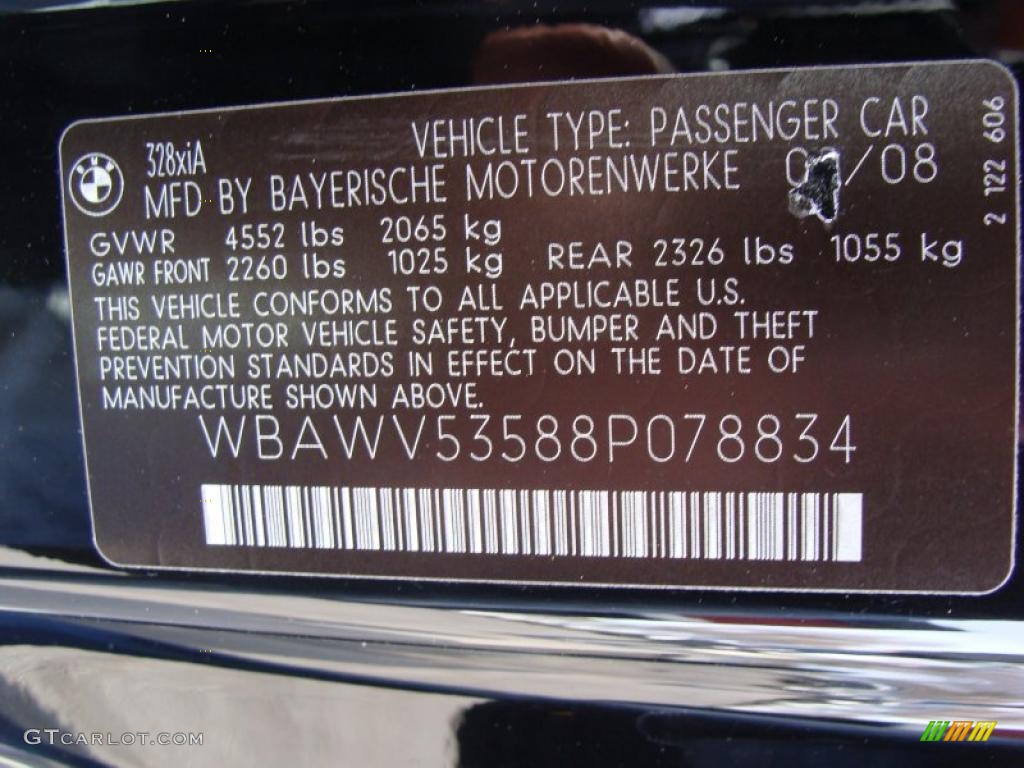 328xiA
VEHICLE TYPE: PASSENGER CAR
MFD BY BAYERISCHE MOTORENWERKE /08
GVWR 4552 lbs 2065 kg
GAWR FRONT 2260 lbs 1025 kg REAR 2326 lbs 1055 kg
THIS VEHICLE CONFORMS TO ALL APPLICABLE U.S.
FEDERAL MOTOR VEHICLE SAFETY, BUMPER AND THEFT
PREVENTION STANDARDS IN EFFECT ON THE DATE OF
MANUFACTURE SHOWN ABOVE.
WBAWV53588P078834
2 122 606
BMW
GTCARLOT.COM